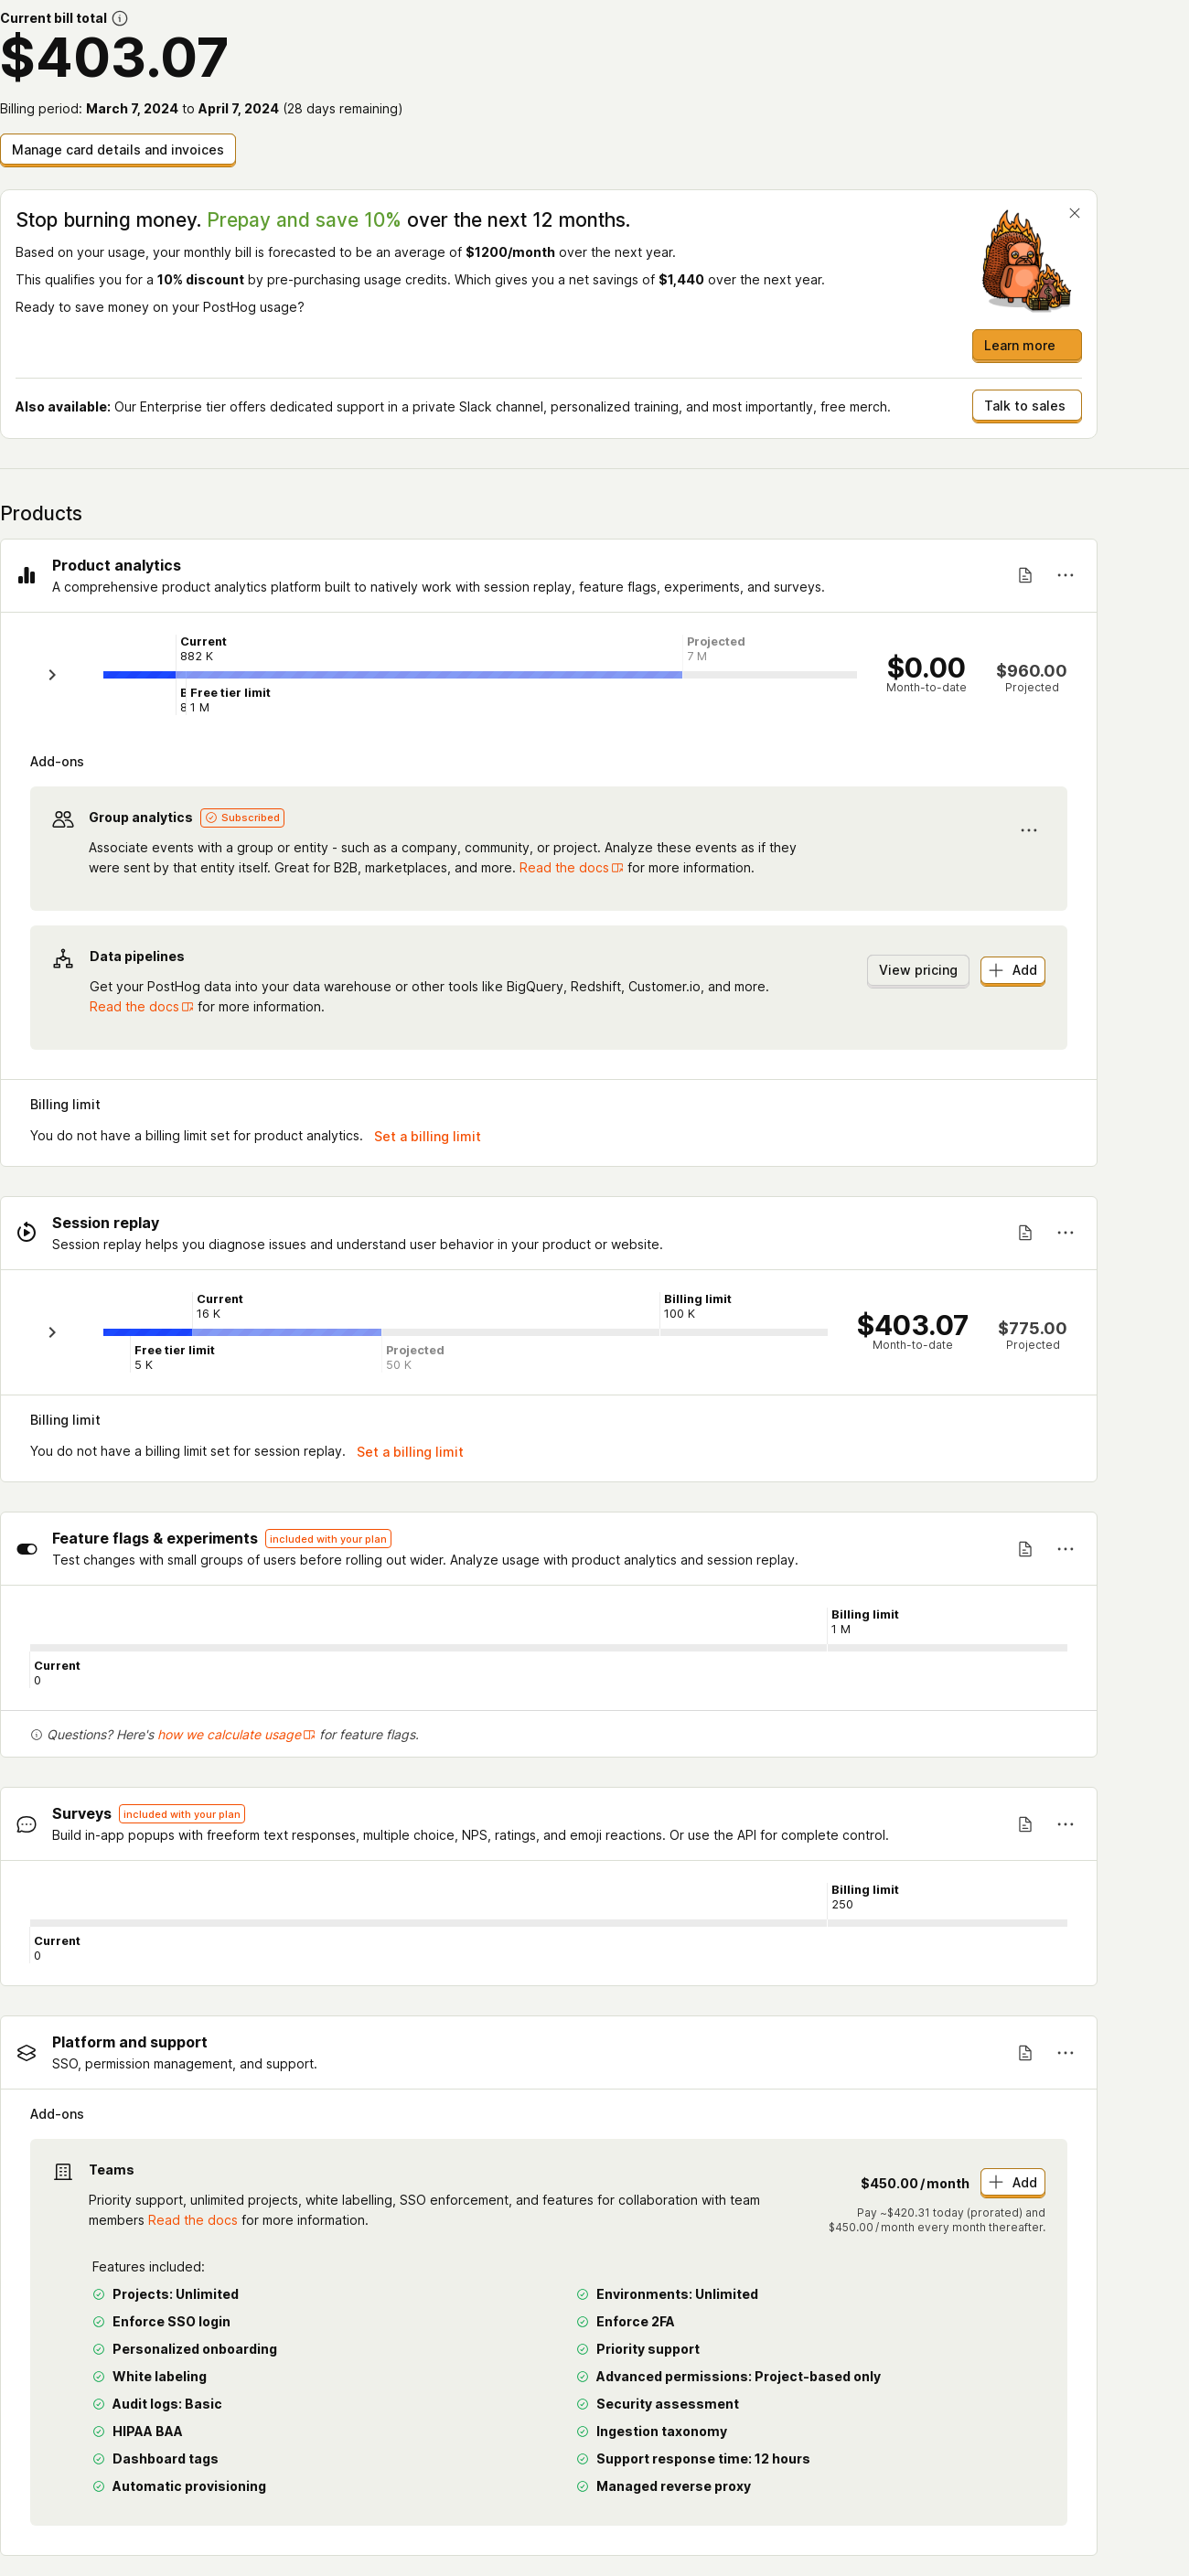 Current bill total
$403.07
Billing period: March 7, 2024 to April 7, 2024 (28 days remaining)
Manage card details and invoices
Stop burning money. Prepay and save 10% over the next 12 months.
Based on your usage, your monthly bill is forecasted to be an average of $1200/month over the next year.
This qualifies you for a 10% discount by pre-purchasing usage credits. Which gives you a net savings of $1,440 over the next year.
Ready to save money on your PostHog usage?
Learn more
Also available: Our Enterprise tier offers dedicated support in a private Slack channel, personalized training, and most importantly, free merch.
Talk to sales
Products
Product analytics
A comprehensive product analytics platform built to natively work with session replay, feature flags, experiments, and surveys.
Current
882 K
Projected
7 M
Free tier limit
1 M
$0.00
Month-to-date
$960.00
Projected
Add-ons
Group analytics Subscribed
Associate events with a group or entity - such as a company, community, or project. Analyze these events as if they
were sent by that entity itself. Great for B2B, marketplaces, and more. Read the docs for more information.
Data pipelines
Get your PostHog data into your data warehouse or other tools like BigQuery, Redshift, Customer.io, and more.
Read the docs for more information.
View pricing
Add
Billing limit
You do not have a billing limit set for product analytics. Set a billing limit
Session replay
Session replay helps you diagnose issues and understand user behavior in your product or website.
Current
16 K
Billing limit
100 K
Free tier limit
5 K
Projected
50 K
$403.07
Month-to-date
$775.00
Projected
Billing limit
You do not have a billing limit set for session replay. Set a billing limit
Feature flags & experiments included with your plan
Test changes with small groups of users before rolling out wider. Analyze usage with product analytics and session replay.
Billing limit
1 M
Current
0
Questions? Here's how we calculate usage for feature flags.
Surveys included with your plan
Build in-app popups with freeform text responses, multiple choice, NPS, ratings, and emoji reactions. Or use the API for complete control.
Billing limit
250
Current
0
Platform and support
SSO, permission management, and support.
Add-ons
Teams
Priority support, unlimited projects, white labelling, SSO enforcement, and features for collaboration with team
members Read the docs for more information.
$450.00/month
Add
Pay ~$420.31 today (prorated) and
$450.00/month every month thereafter.
Features included:
Projects: Unlimited
Environments: Unlimited
Enforce SSO login
Enforce 2FA
Personalized onboarding
Priority support
White labeling
Advanced permissions: Project-based only
Audit logs: Basic
Security assessment
HIPAA BAA
Ingestion taxonomy
Dashboard tags
Support response time: 12 hours
Automatic provisioning
Managed reverse proxy